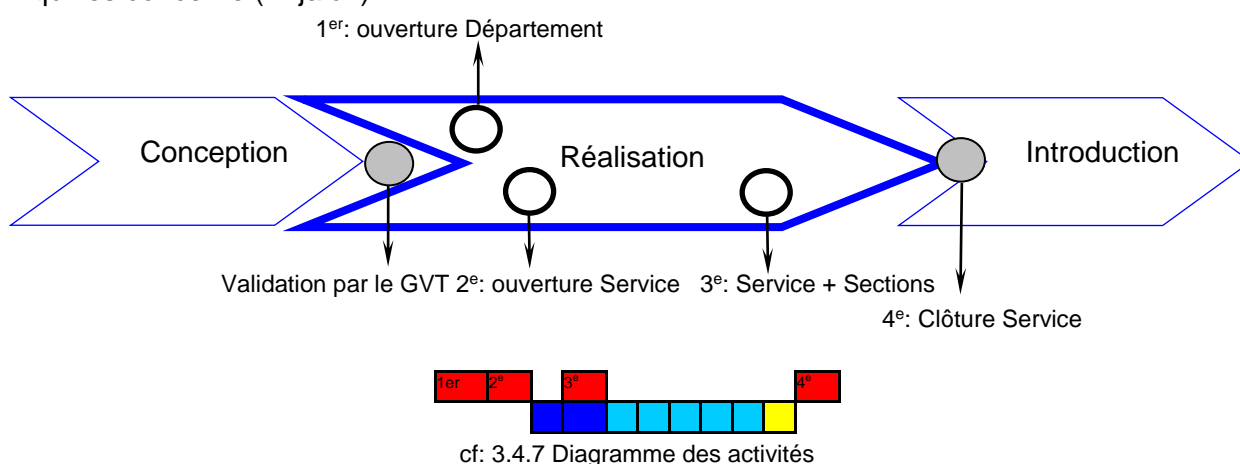 1er: ouverture Département
Conception
Réalisation
Introduction
Validation par le GVT 2e: ouverture Service 3e: Service + Sections
4e: Clôture Service
1er 2e 3e 4e
cf: 3.4.7 Diagramme des activités